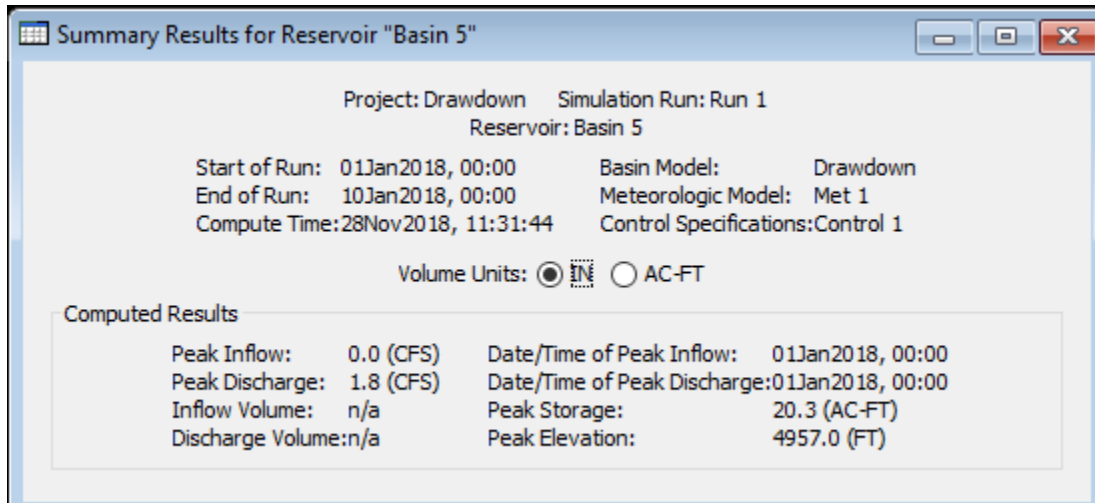 Summary Results for Reservoir "Basin 5"
Project: Drawdown Simulation Run: Run 1
Reservoir: Basin 5
Start of Run: 01Jan2018, 00:00 Basin Model: Drawdown
End of Run: 10Jan2018, 00:00 Meteorologic Model: Met 1
Compute Time:28Nov2018, 11:31:44 Control Specifications:Control 1
Volume Units: IN AC-FT
Computed Results
Peak Inflow: 0.0 (CFS) Date/Time of Peak Inflow: 01Jan2018, 00:00
Peak Discharge: 1.8 (CFS) Date/Time of Peak Discharge:01Jan2018, 00:00
Inflow Volume: n/a Peak Storage: 20.3 (AC-FT)
Discharge Volume:n/a Peak Elevation: 4957.0 (FT)